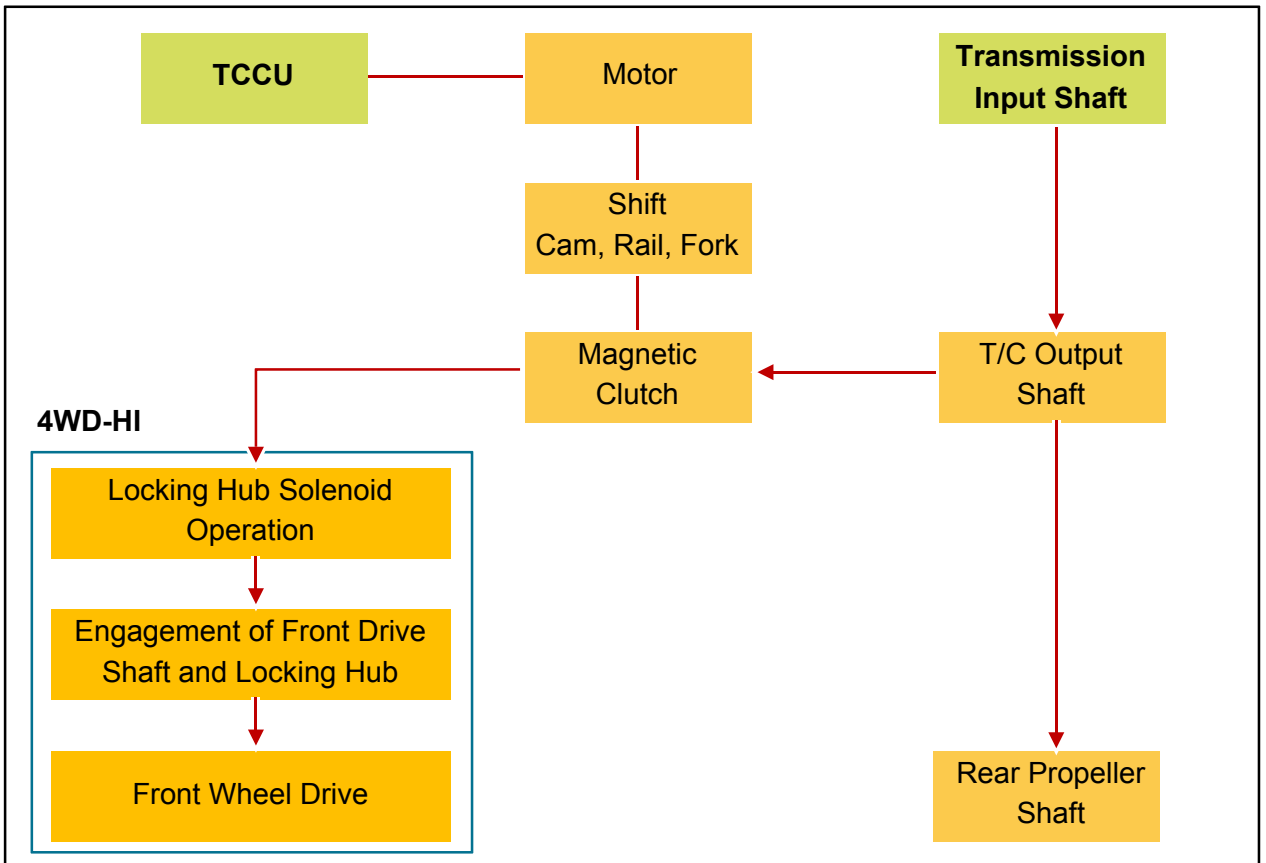 TCCU
Motor
Transmission
Input Shaft
Shift
Cam, Rail, Fork
Magnetic
Clutch
T/C Output
Shaft
4WD-HI
Locking Hub Solenoid
Operation
Engagement of Front Drive
Shaft and Locking Hub
Front Wheel Drive
Rear Propeller
Shaft